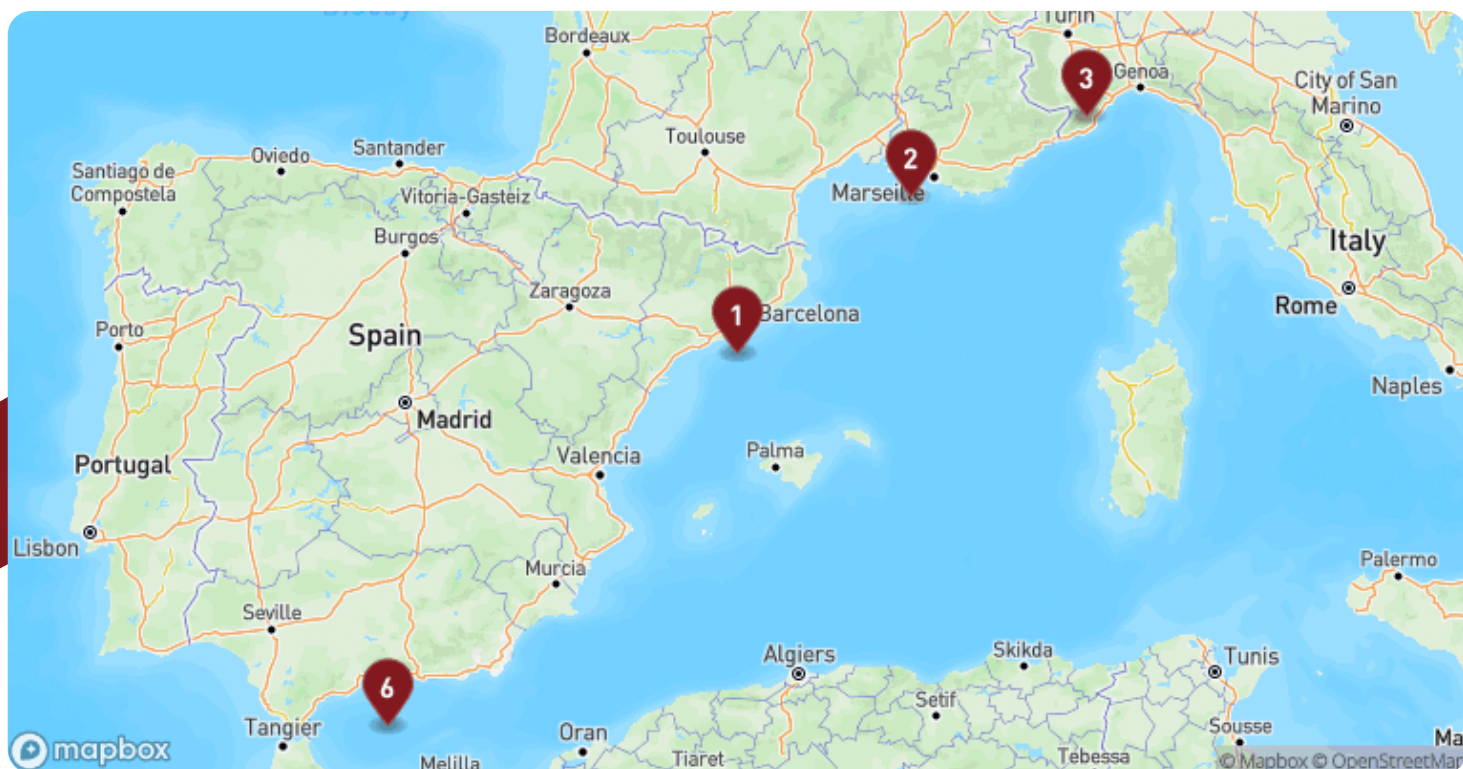 Biscay
Turin
Bordeaux
3
Genoa
City of San
Marino
Toulouse
Santander
Oviedo
2
Santiago de
Compostela
Marseille
Vitoria-Gasteiz
Burgos
Italy
Zaragoza
Rome
1
Barcelona
Porto
Spain
Naples
Madrid
Palma
Valencia
Portugal
Lisbon
Palermo
Murcia
Seville
Skikda
Algiers
Tunis
6
Setif
Tangier
Oran
Sousse
Ma
mapbox
Melilla
Tiaret
Tebessa
© Mapbox © OpenStreetMap